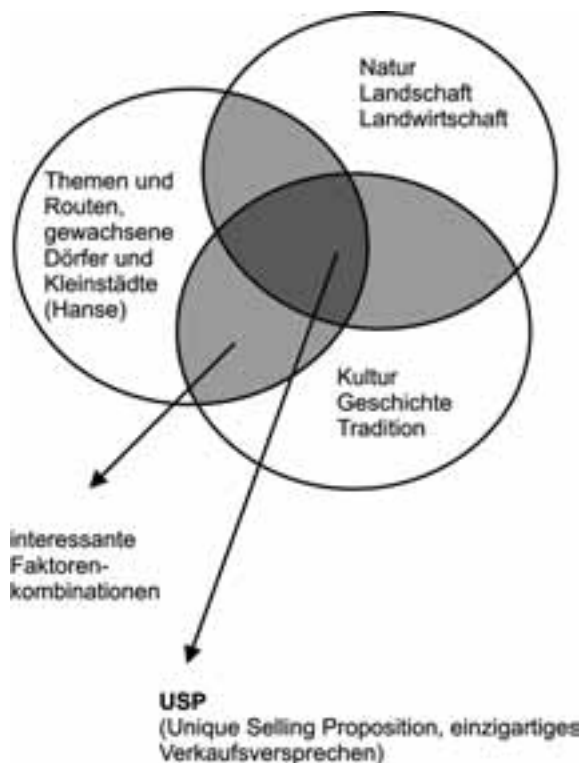 Natur
Landschaft
Landwirtschaft
Themen und
Routen,
gewachsene
Dörfer und
Kleinstädte
(Hanse)
Kultur
Geschichte
Tradition
interessante
Faktoren-
kombinationen
USP
(Unique Selling Proposition, einzigartiges
Verkaufsversprechen)